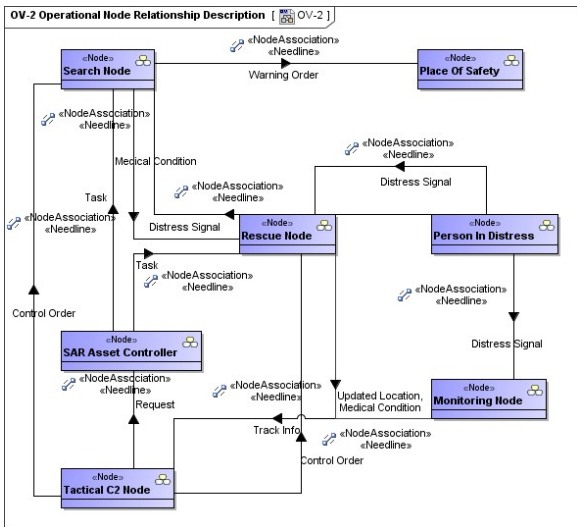 OV-2 Operational Node Relationship Description [ OV-2 ]
«Node»
Search Node
«NodeAssociation»
«Needline»
Warning Order
«Node»
Place Of Safety
«NodeAssociation»
«Needline»
Medical Condition
«NodeAssociation»
«Needline»
Distress Signal
«NodeAssociation»
«Needline»
Distress Signal
Task
«NodeAssociation»
«Needline»
«Node»
Rescue Node
«Node»
Person In Distress
Task
«NodeAssociation»
«Needline»
«NodeAssociation»
«Needline»
Control Order
Distress Signal
«Node»
SAR Asset Controller
«NodeAssociation»
«Needline»
Request
«NodeAssociation»
«Needline»
Updated Location,
Medical Condition
«Node»
Monitoring Node
Track Info
«NodeAssociation»
«Needline»
Control Order
«Node»
Tactical C2 Node